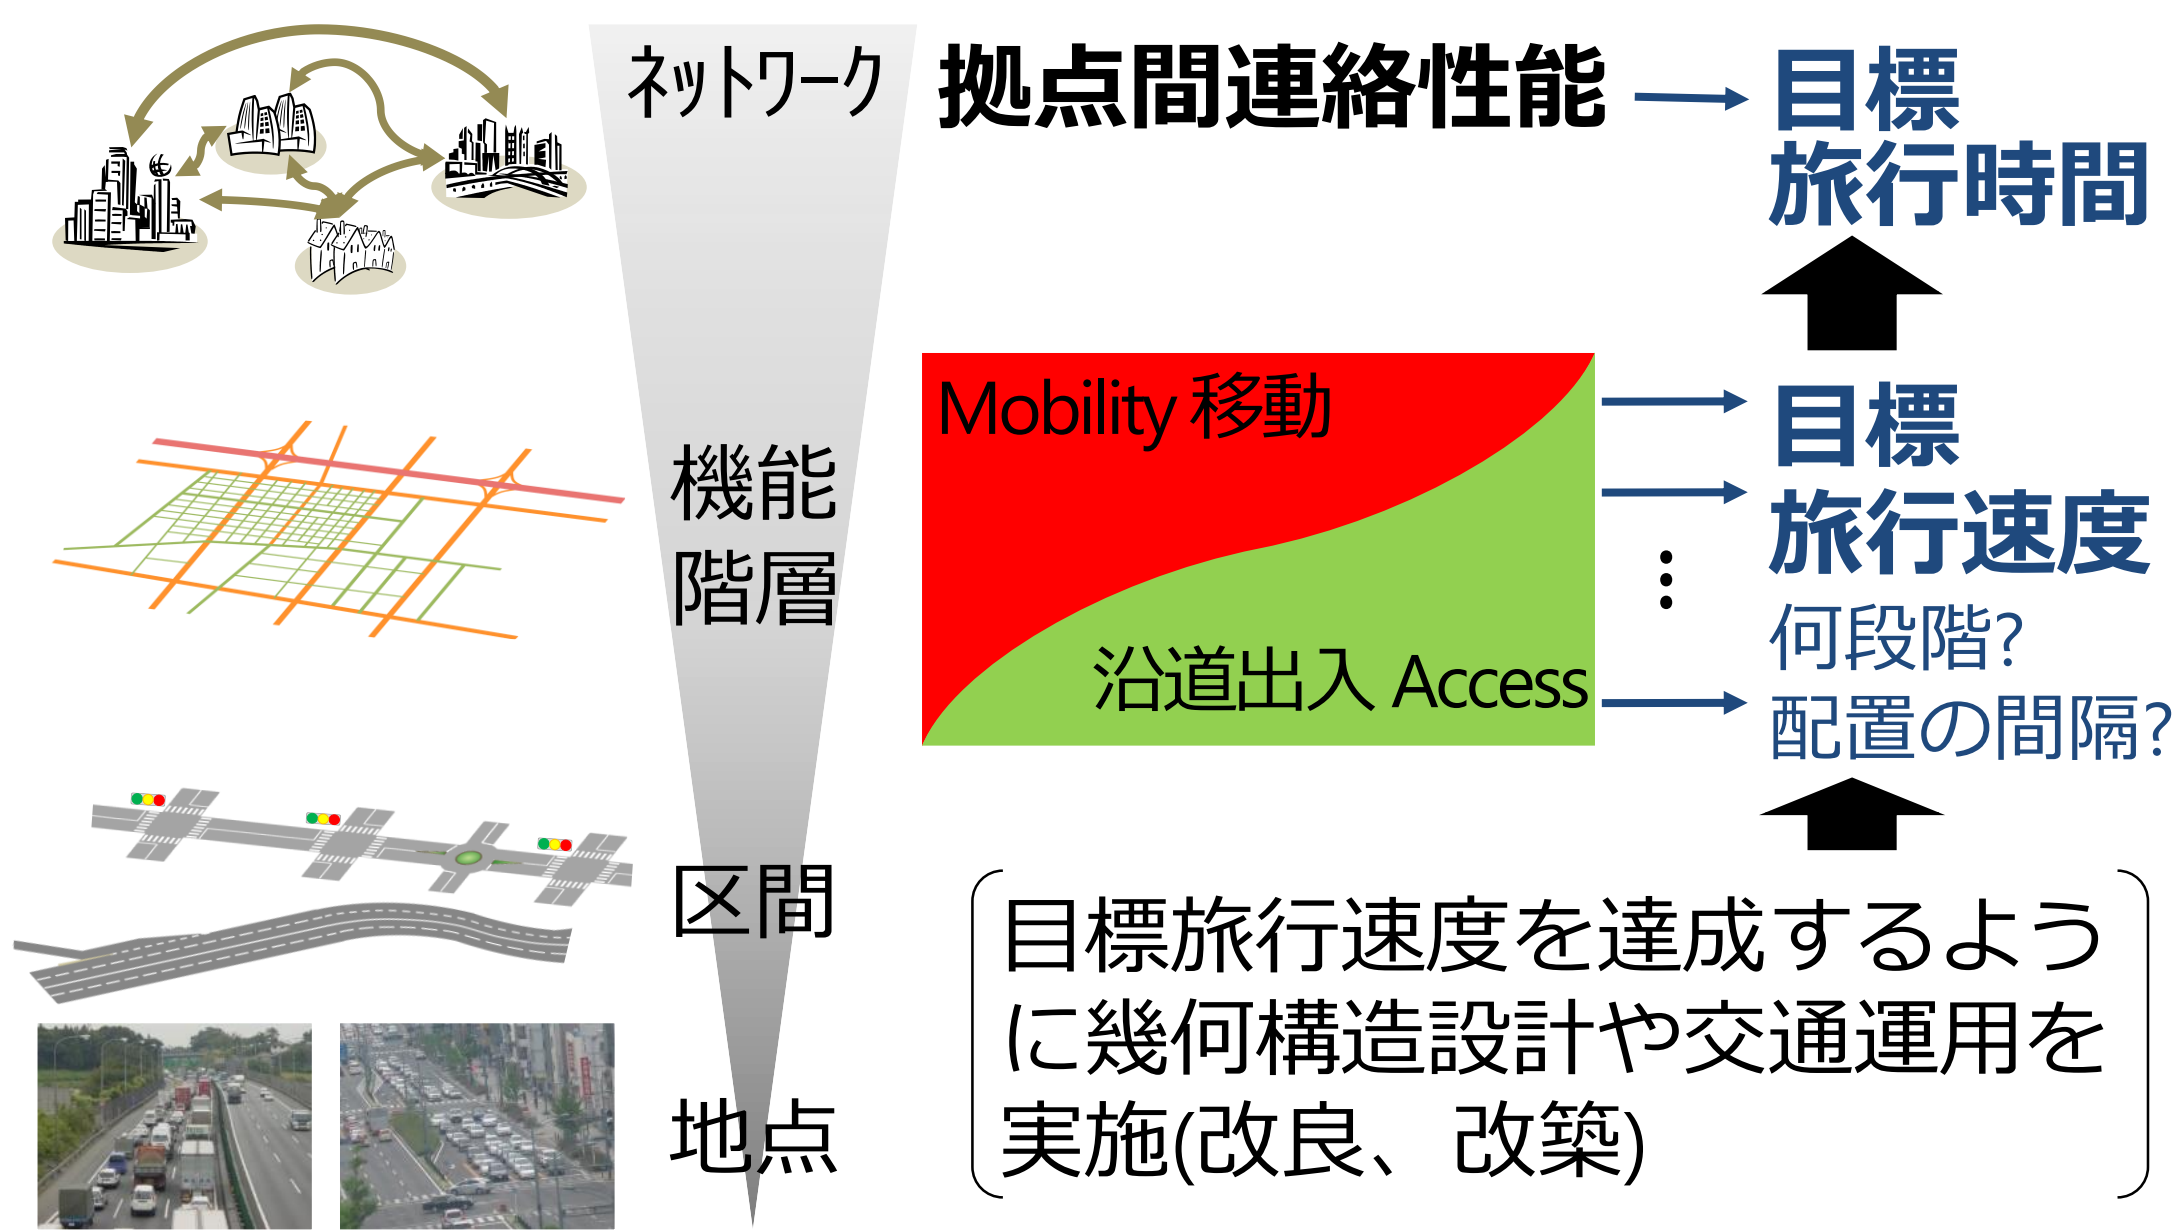 ネットワーク
拠点間連絡性能
目標
旅行時間
機能
階層
Mobility 移動
沿道出入 Access
目標
旅行速度
何段階?
配置の間隔?
区間
地点
目標旅行速度を達成するよう
に幾何構造設計や交通運用を
実施(改良、改築)